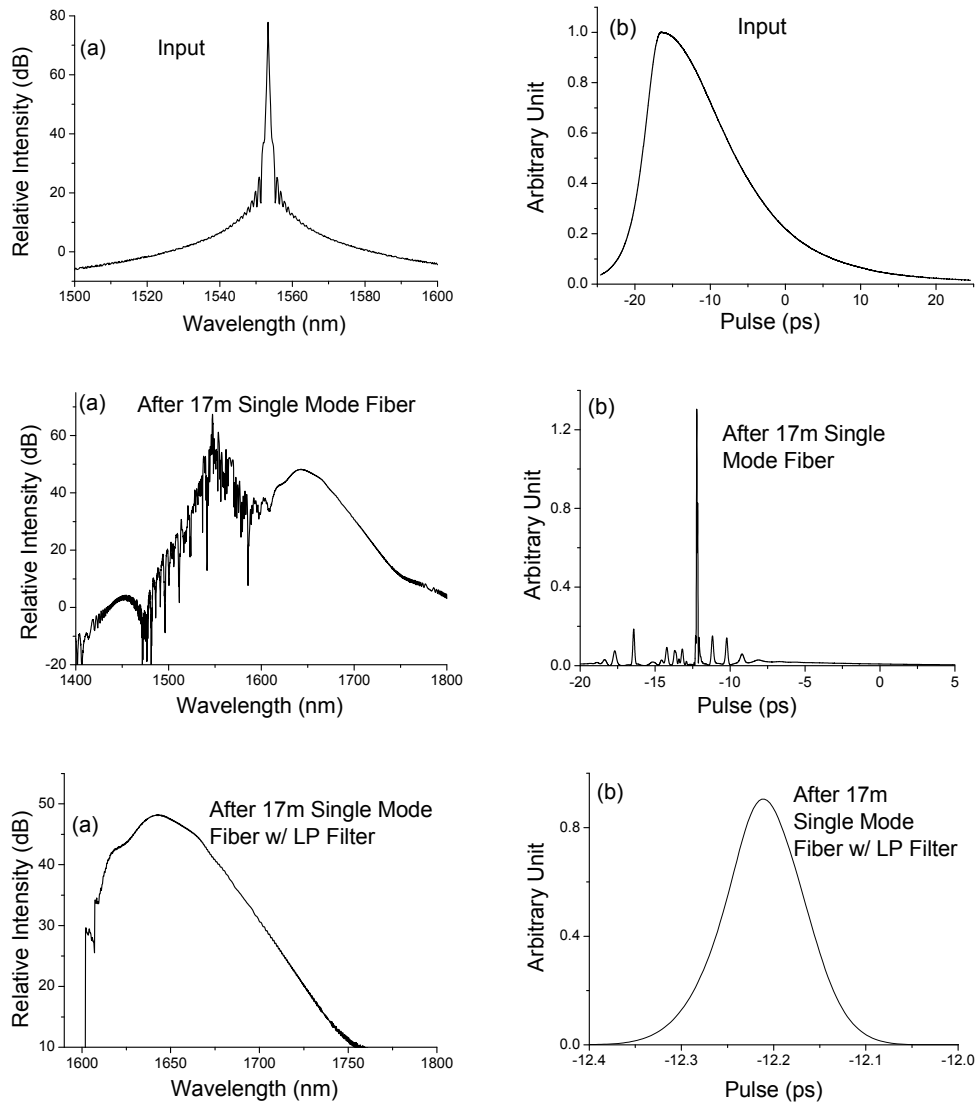 80
60
40
20
0
1500 1520 1540 1560 1580 1600
Relative Intensity (dB)
Wavelength (nm)
(a) Input
1.0
0.8
0.6
0.4
0.2
0.0
-20 -10 0 10 20
Arbitrary Unit
Pulse (ps)
(b) Input
60
40
20
0
-20
1400 1500 1600 1700 1800
Relative Intensity (dB)
Wavelength (nm)
(a) After 17m Single Mode Fiber
1.2
0.8
0.4
0.0
-20 -15 -10 -5 0 5
Arbitrary Unit
Pulse (ps)
(b)
After 17m Single
Mode Fiber
50
40
30
20
10
1600 1650 1700 1750 1800
Relative Intensity (dB)
Wavelength (nm)
(a)
After 17m Single Mode
Fiber w/ LP Filter
0.8
0.4
0.0
-12.4 -12.3 -12.2 -12.1 -12.0
Arbitrary Unit
Pulse (ps)
(b)
After 17m
Single Mode
Fiber w/ LP Filter